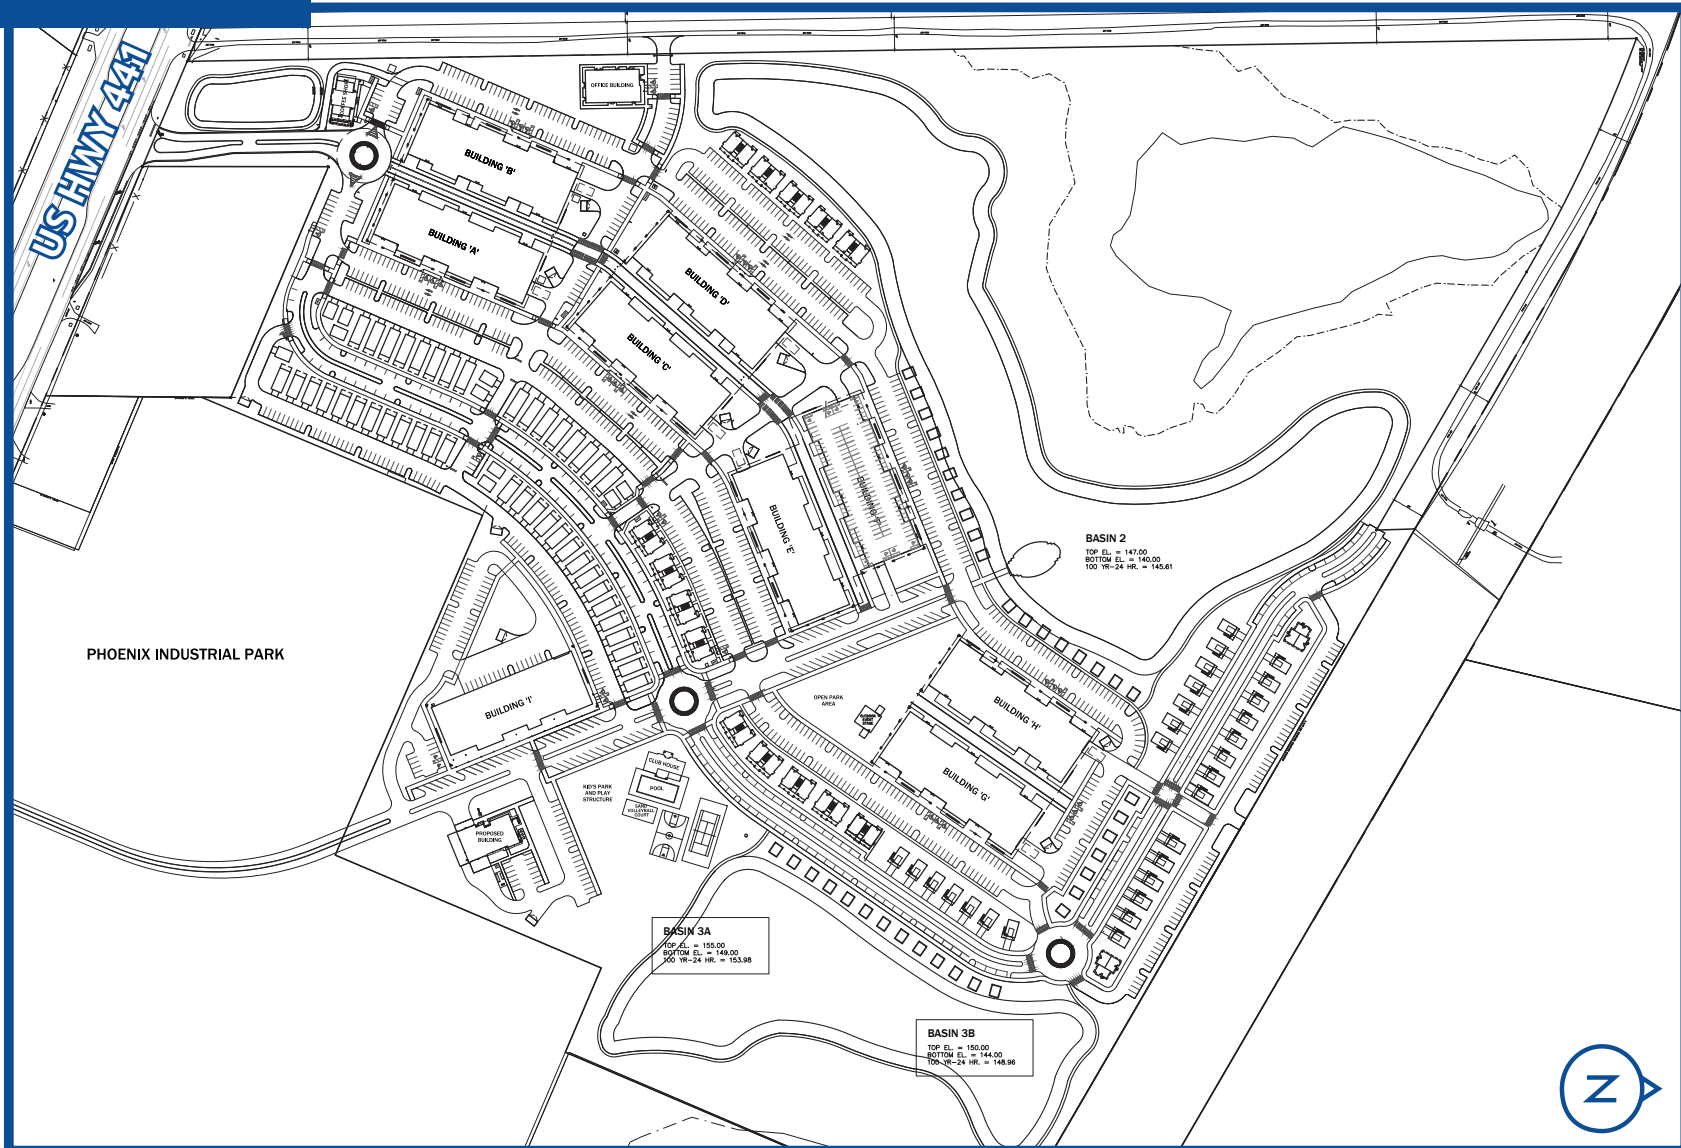 US HWY 441
COFFEE SHOP
OFFICE BUILDING
BUILDING 'B'
BUILDING 'A'
BUILDING 'D'
BUILDING 'C'
BUILDING 'E'
BASIN 2
TOP EL. = 147.00
BOTTOM EL. = 140.00
100 YR-24 HR. = 145.61
PHOENIX INDUSTRIAL PARK
BUILDING 'I'
OPEN PARK
AREA
BUILDING 'H'
BUILDING 'G'
CLUB HOUSE
POOL
KID'S PARK
AND PLAY
STRUCTURE
SAND
VOLLEYBALL
COURT
PROPOSED
BUILDING
BASIN 3A
TOP EL. = 155.00
BOTTOM EL. = 149.00
100 YR-24 HR. = 153.98
BASIN 3B
TOP EL. = 150.00
BOTTOM EL. = 144.00
100 YR-24 HR. = 148.96
N